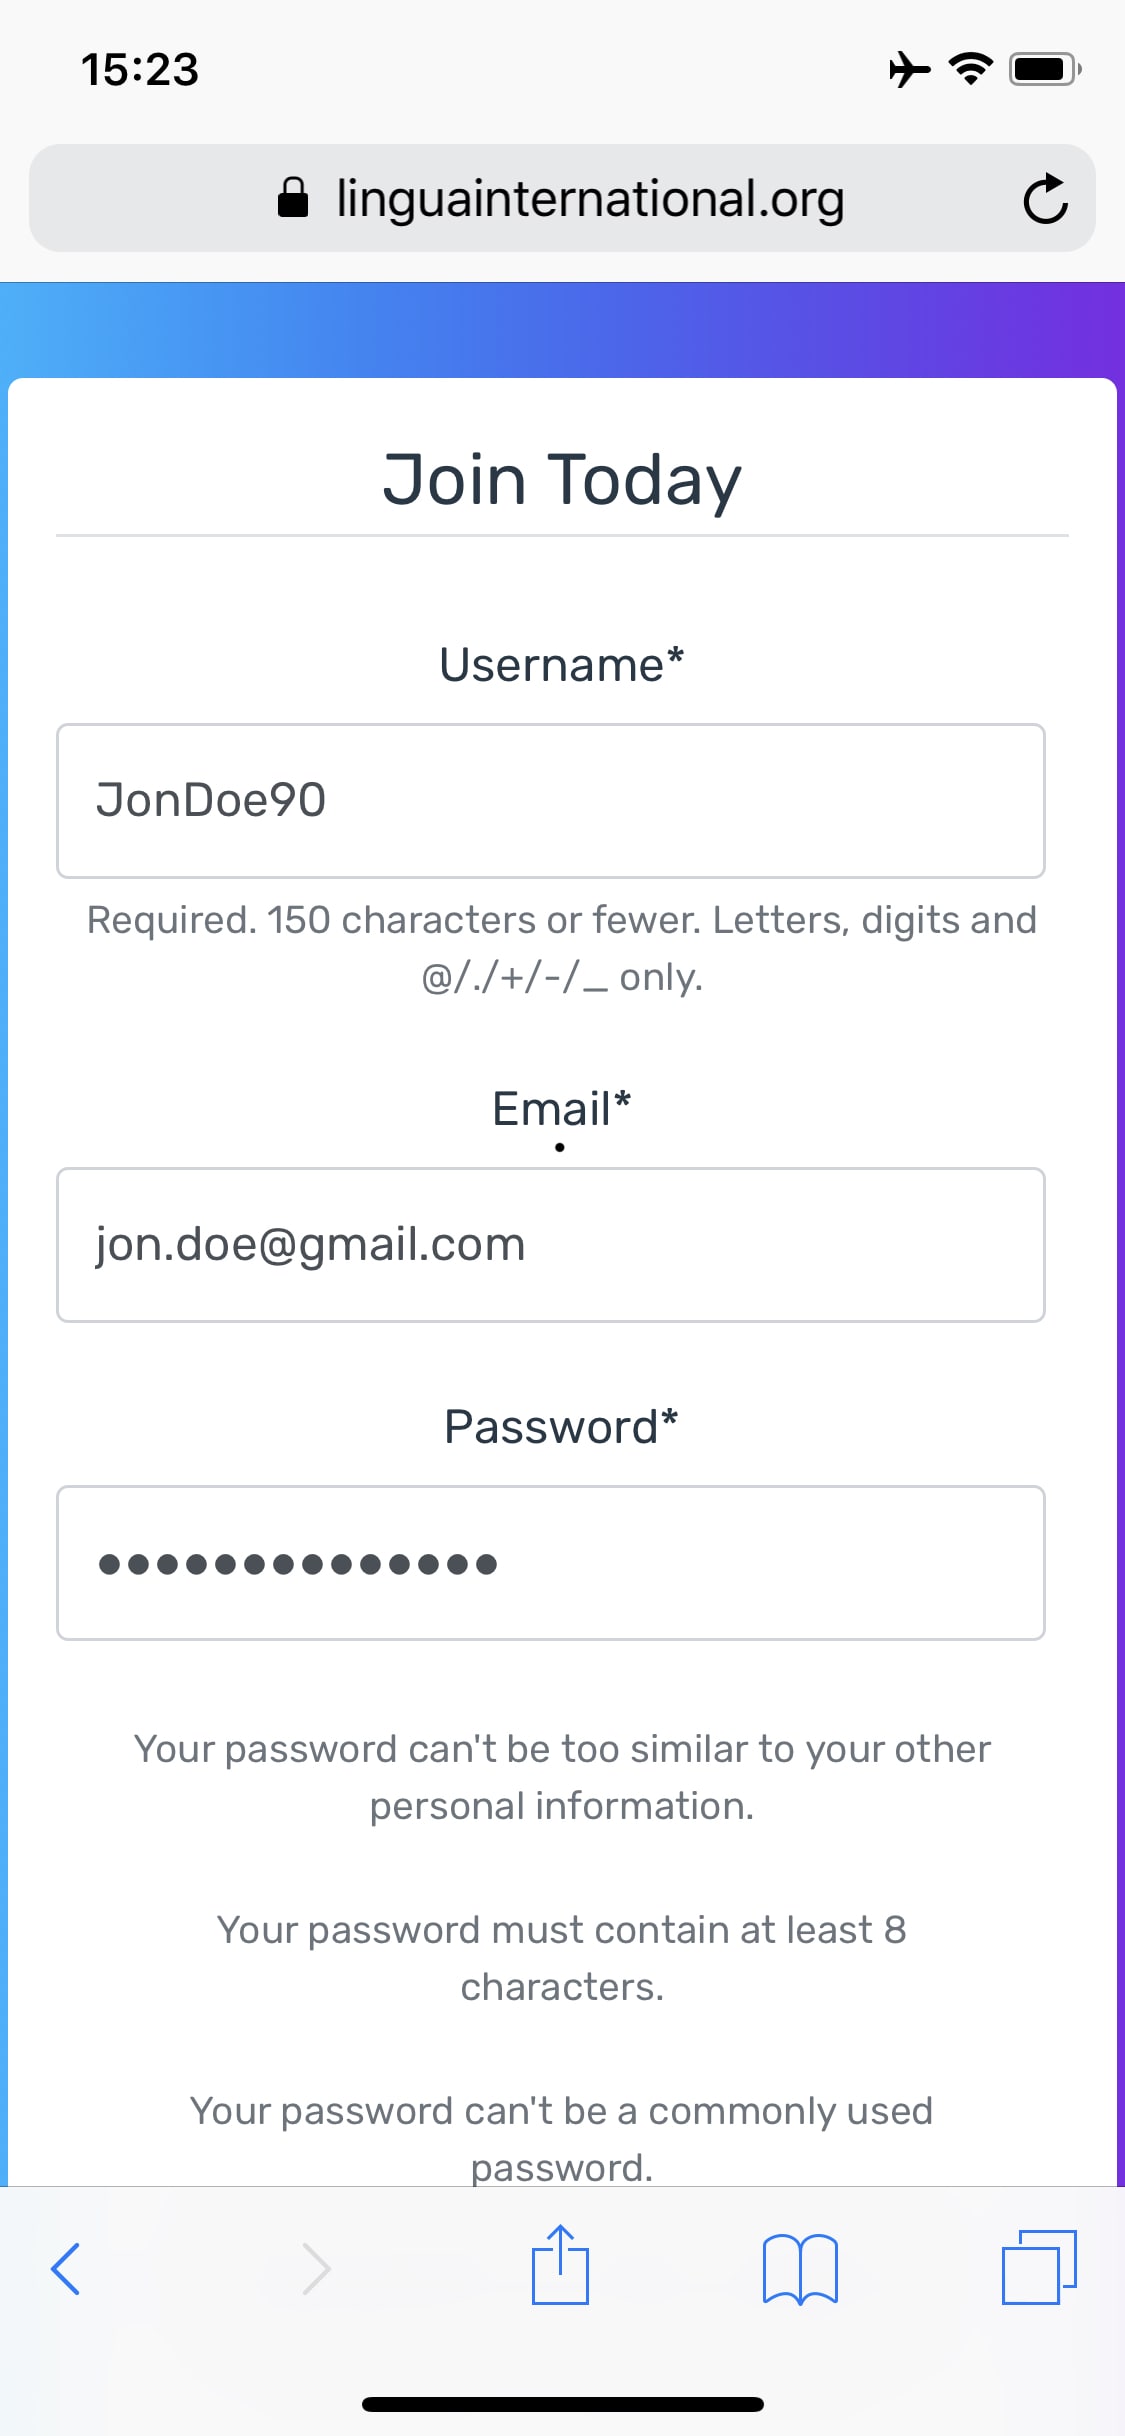 15:23
linguainternational.org
Join Today
Username*
JonDoe90
Required. 150 characters or fewer. Letters, digits and
@/./+/-/_ only.
Email*
jon.doe@gmail.com
Password*
●●●●●●●●●●●●●●
Your password can't be too similar to your other
personal information.
Your password must contain at least 8
characters.
Your password can't be a commonly used
password.